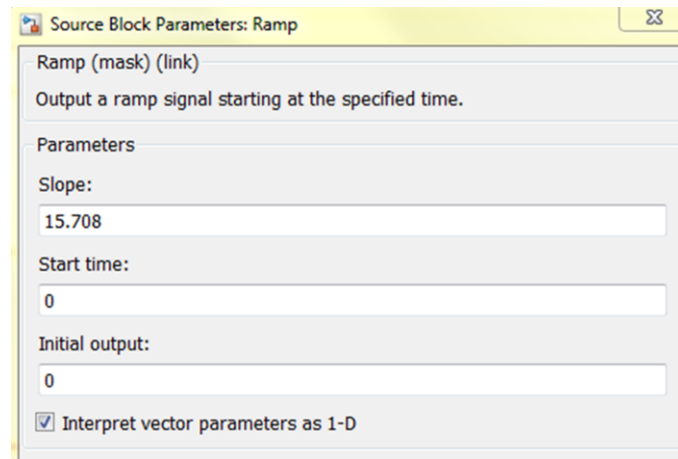 Source Block Parameters: Ramp
Ramp (mask) (link)
Output a ramp signal starting at the specified time.
Parameters
Slope:
15.708
Start time:
0
Initial output:
0
Interpret vector parameters as 1-D